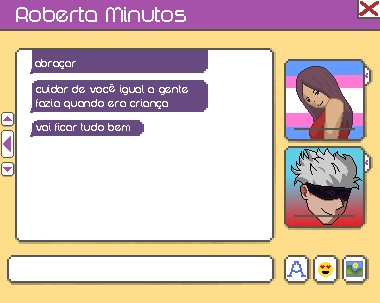 Roberta Minutos
abraçar
cuidar de você igual a gente
fazia quando era criança
vai ficar tudo bem
A